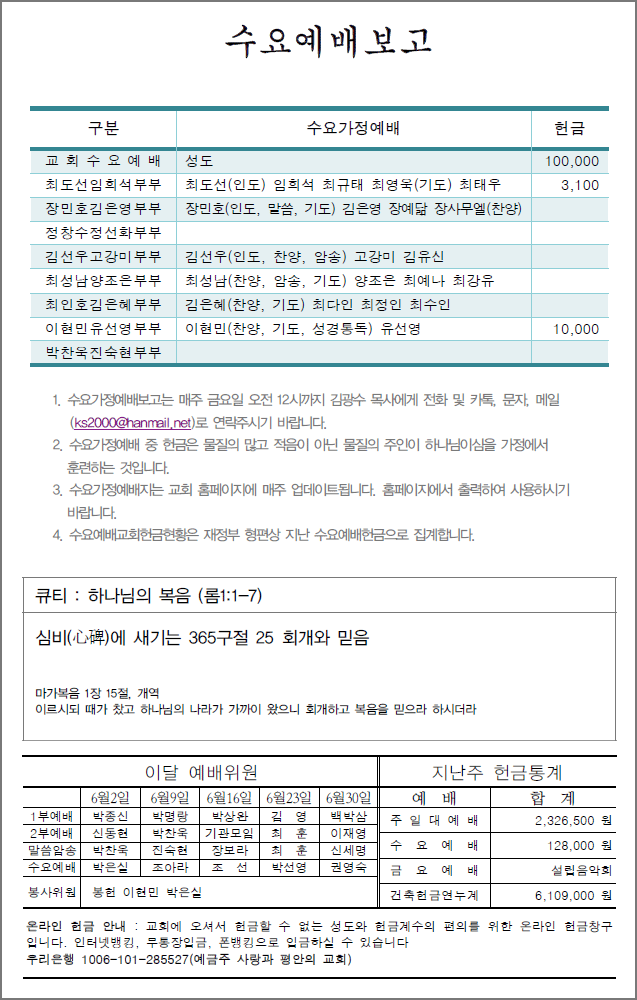 수요예배보고
구분 수요가정예배 헌금
교 회 수 요 예 배 성도 100,000
최도선임희석부부 최도선(인도) 임희석 최규태 최영욱(기도) 최태우 3,100
장민호김은영부부 장민호(인도, 말씀, 기도) 김은영 장예닮 장사무엘(찬양)
정창수정선화부부
김선우고강미부부 김선우(인도, 찬양, 암송) 고강미 김유신
최성남양조은부부 최성남(찬양, 암송, 기도) 양조은 최예나 최강유
최인호김은혜부부 김은혜(찬양, 기도) 최다인 최정인 최수인
이현민유선영부부 이현민(찬양, 기도, 성경통독) 유선영 10,000
박찬욱진숙현부부
1. 수요가정예배보고는 매주 금요일 오전 12시까지 김광수 목사에게 전화 및 카톡, 문자, 메일
(ks2000@hanmail.net)로 연락주시기 바랍니다.
2. 수요가정예배 중 헌금은 물질의 많고 적음이 아닌 물질의 주인이 하나님이심을 가정에서
훈련하는 것입니다.
3. 수요가정예배지는 교회 홈페이지에 매주 업데이트됩니다. 홈페이지에서 출력하여 사용하시기
바랍니다.
4. 수요예배교회헌금현황은 재정부 형편상 지난 수요예배헌금으로 집계합니다.
큐티 : 하나님의 복음 (롬1:1-7)
심비(心碑)에 새기는 365구절 25 회개와 믿음
마가복음 1장 15절, 개역
이르시되 때가 찼고 하나님의 나라가 가까이 왔으니 회개하고 복음을 믿으라 하시더라
이달 예배위원
6월2일 6월9일 6월16일 6월23일 6월30일
1부예배 박종신 박명랑 박상완 김 영 백박삼
2부예배 신동현 박찬욱 기관모임 최 훈 이재영
말씀암송 박찬욱 진숙현 장보라 최 훈 신세명
수요예배 박은실 조아라 조 선 박선영 권영숙
봉사위원 봉헌 이현민 박은실
지난주 헌금통계
예 배 합 계
주 일 대 예 배 2,326,500 원
수 요 예 배 128,000 원
금 요 예 배 설립음악회
건축헌금연누계 6,109,000 원
온라인 헌금 안내 : 교회에 오셔서 헌금할 수 없는 성도와 헌금계수의 편의를 위한 온라인 헌금창구
입니다. 인터넷뱅킹, 무통장입금, 폰뱅킹으로 입금하실 수 있습니다
우리은행 1006-101-285527(예금주 사랑과 평안의 교회)